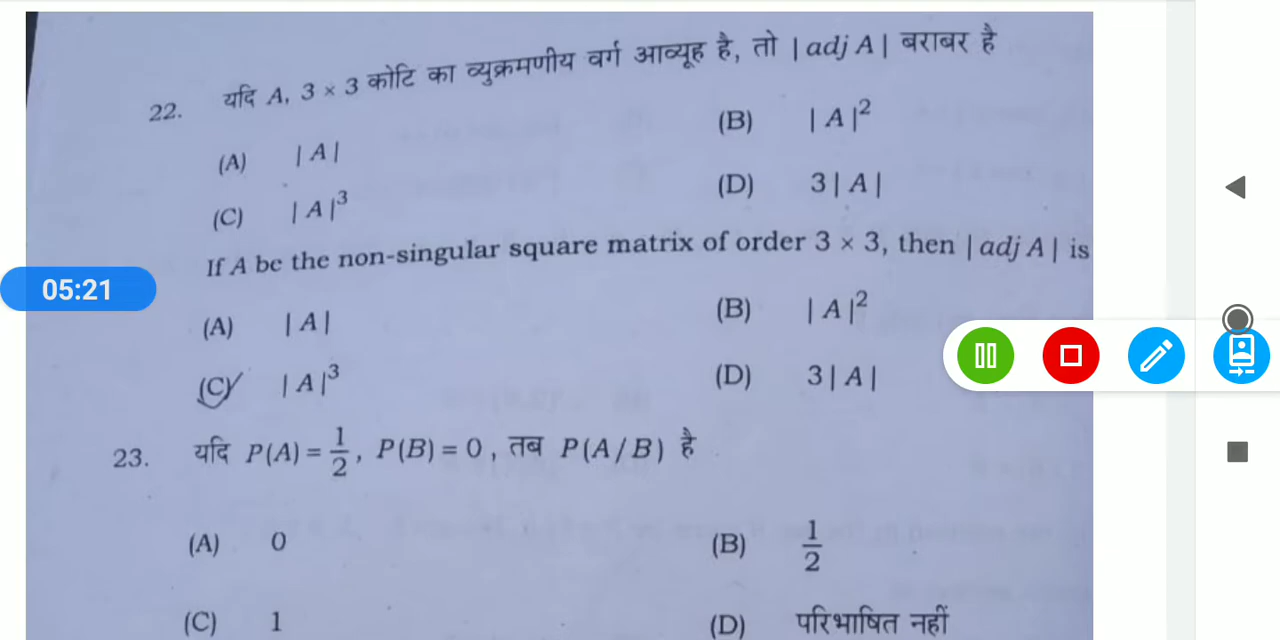 22. यदि A, 3 × 3 कोटि का व्युक्रमणीय वर्ग आव्यूह है, तो | adj A | बराबर है
(A) | A | (B) | A |²
(C) | A |³ (D) 3 | A |
If A be the non-singular square matrix of order 3 × 3, then | adj A | is
05:21
(A) | A | (B) | A |²
(C) | A |³ (D) 3 | A |
23. यदि P(A) = 1/2, P(B) = 0, तब P(A/B) है
(A) 0 (B) 1/2
(C) 1 (D) परिभाषित नहीं